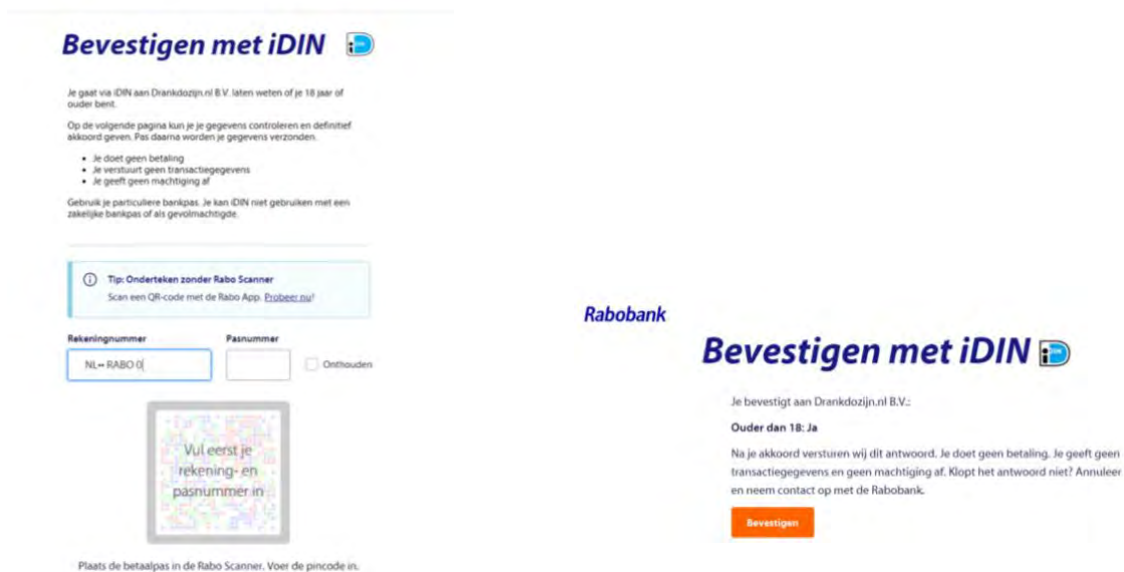 Bevestigen met iDIN
Je gaat via iDIN aan Drankdozijn.nl B.V. laten weten of je 18 jaar of
ouder bent.
Op de volgende pagina kun je je gegevens controleren en definitief
akkoord geven. Pas daarna worden je gegevens verzonden.
• Je doet geen betaling
• Je verstuurt geen transactiegegevens
• Je geeft geen machtiging af
Gebruik je particuliere bankpas. Je kan iDIN niet gebruiken met een
zakelijke bankpas of als gevolmachtigde.
Tip: Onderteken zonder Rabo Scanner
Scan een QR-code met de Rabo App. Probeer nu!
Rekeningnummer Pasnummer
NL-- RABO 0 Onthouden
Vul eerst je
rekening- en
pasnummer in
Plaats de betaalpas in de Rabo Scanner. Voer de pincode in.
Rabobank
Bevestigen met iDIN
Je bevestigt aan Drankdozijn.nl B.V.:
Ouder dan 18: Ja
Na je akkoord versturen wij dit antwoord. Je doet geen betaling. Je geeft geen
transactiegegevens en geen machtiging af. Klopt het antwoord niet? Annuleer
en neem contact op met de Rabobank.
Bevestigen